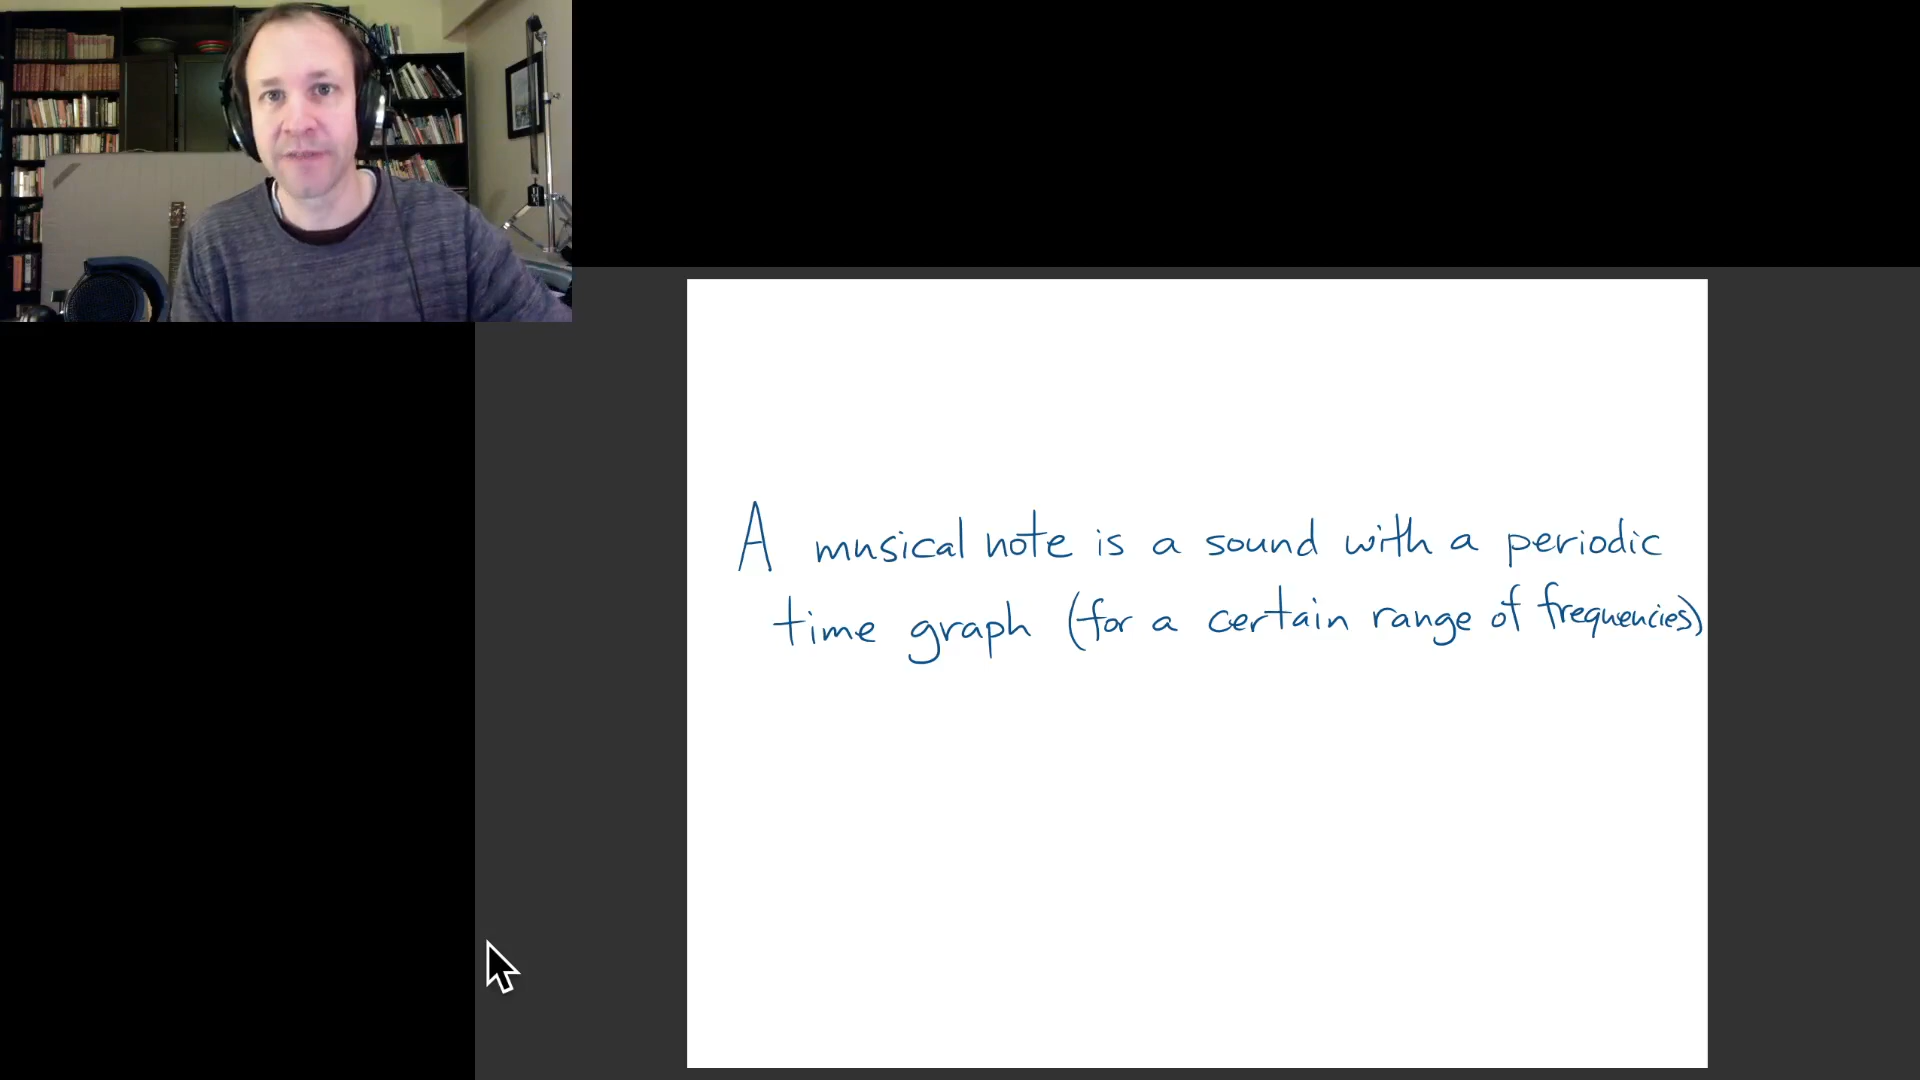 A musical note is a sound with a periodic
time graph (for a certain range of frequencies)